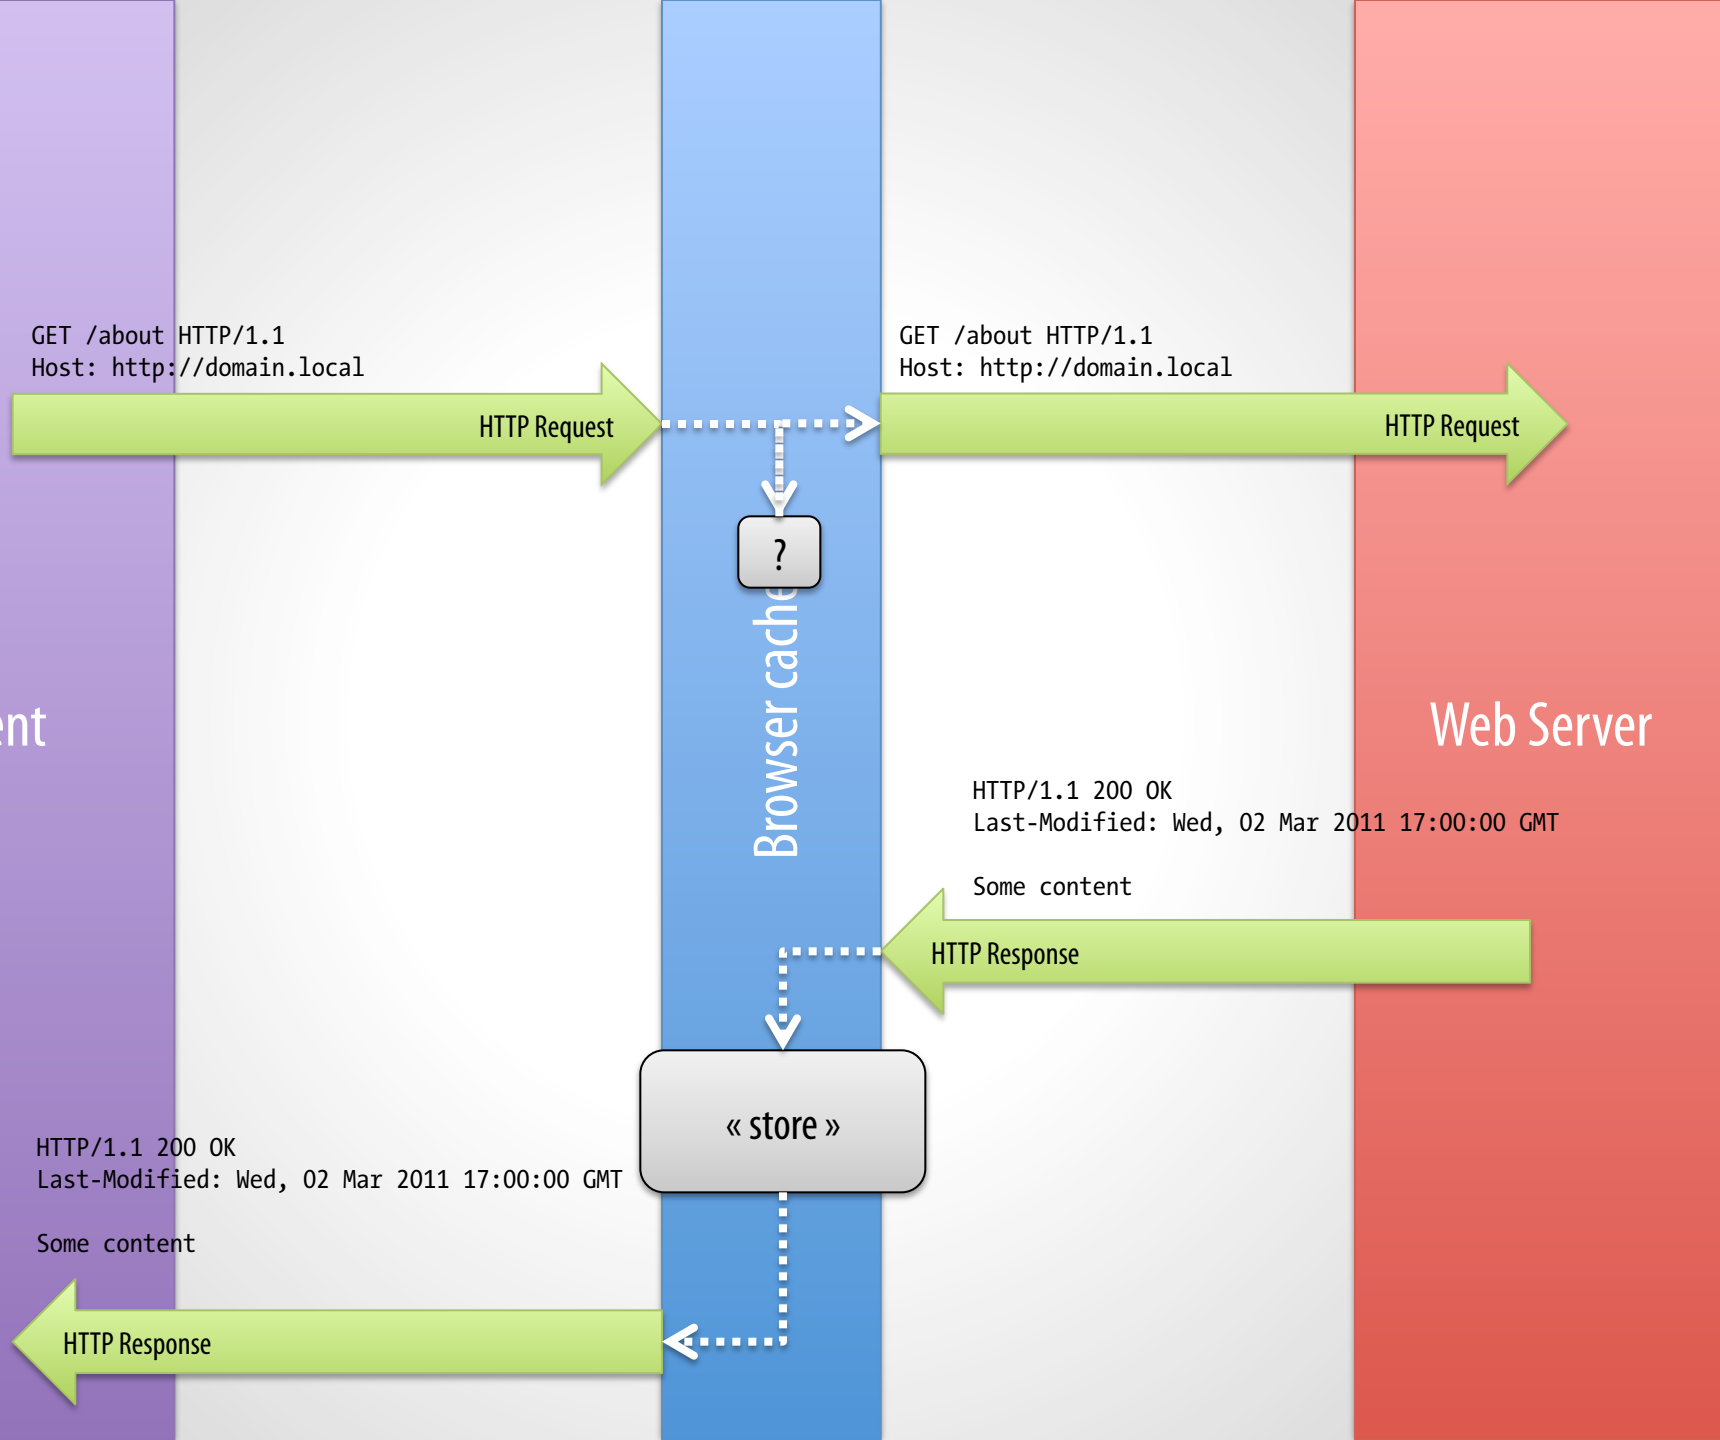 GET /about HTTP/1.1
Host: http://domain.local
HTTP Request
GET /about HTTP/1.1
Host: http://domain.local
HTTP Request
?
Browser cache
Web Server
HTTP/1.1 200 OK
Last-Modified: Wed, 02 Mar 2011 17:00:00 GMT
Some content
HTTP Response
« store »
HTTP/1.1 200 OK
Last-Modified: Wed, 02 Mar 2011 17:00:00 GMT
Some content
HTTP Response